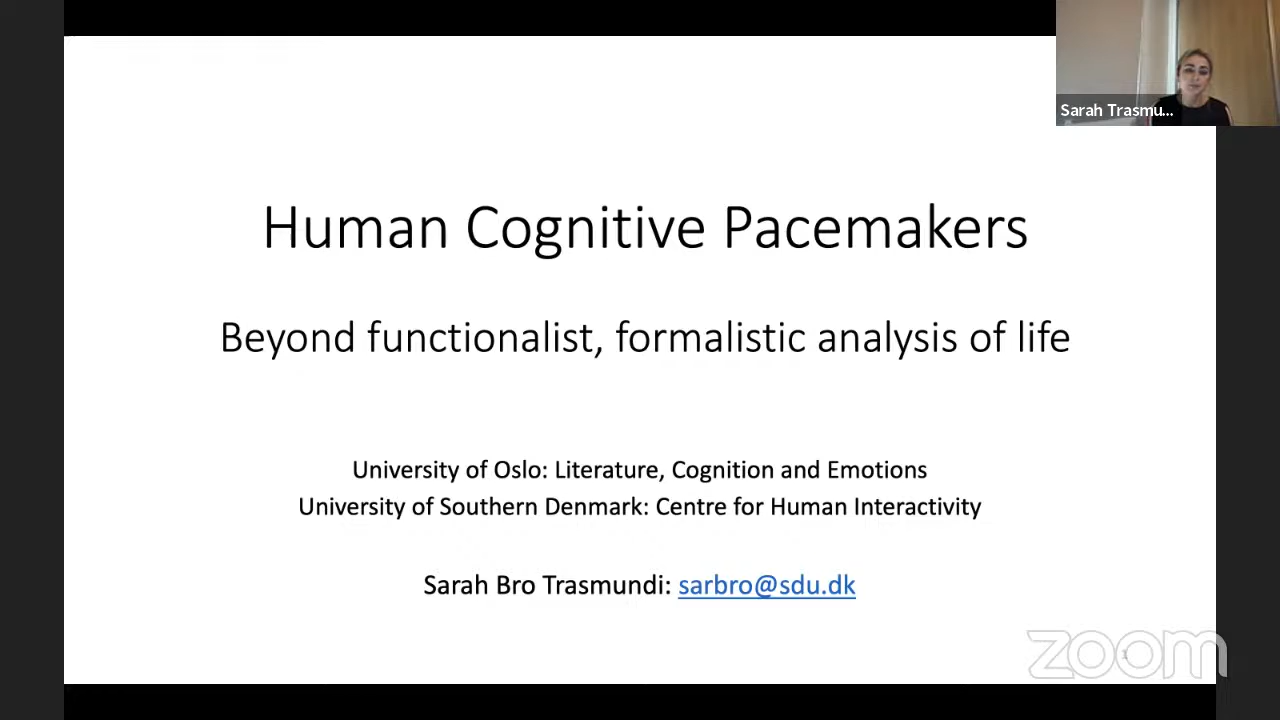 Sarah Trasmu...
Human Cognitive Pacemakers
Beyond functionalist, formalistic analysis of life
University of Oslo: Literature, Cognition and Emotions
University of Southern Denmark: Centre for Human Interactivity
Sarah Bro Trasmundi: sarbro@sdu.dk
zoom
1